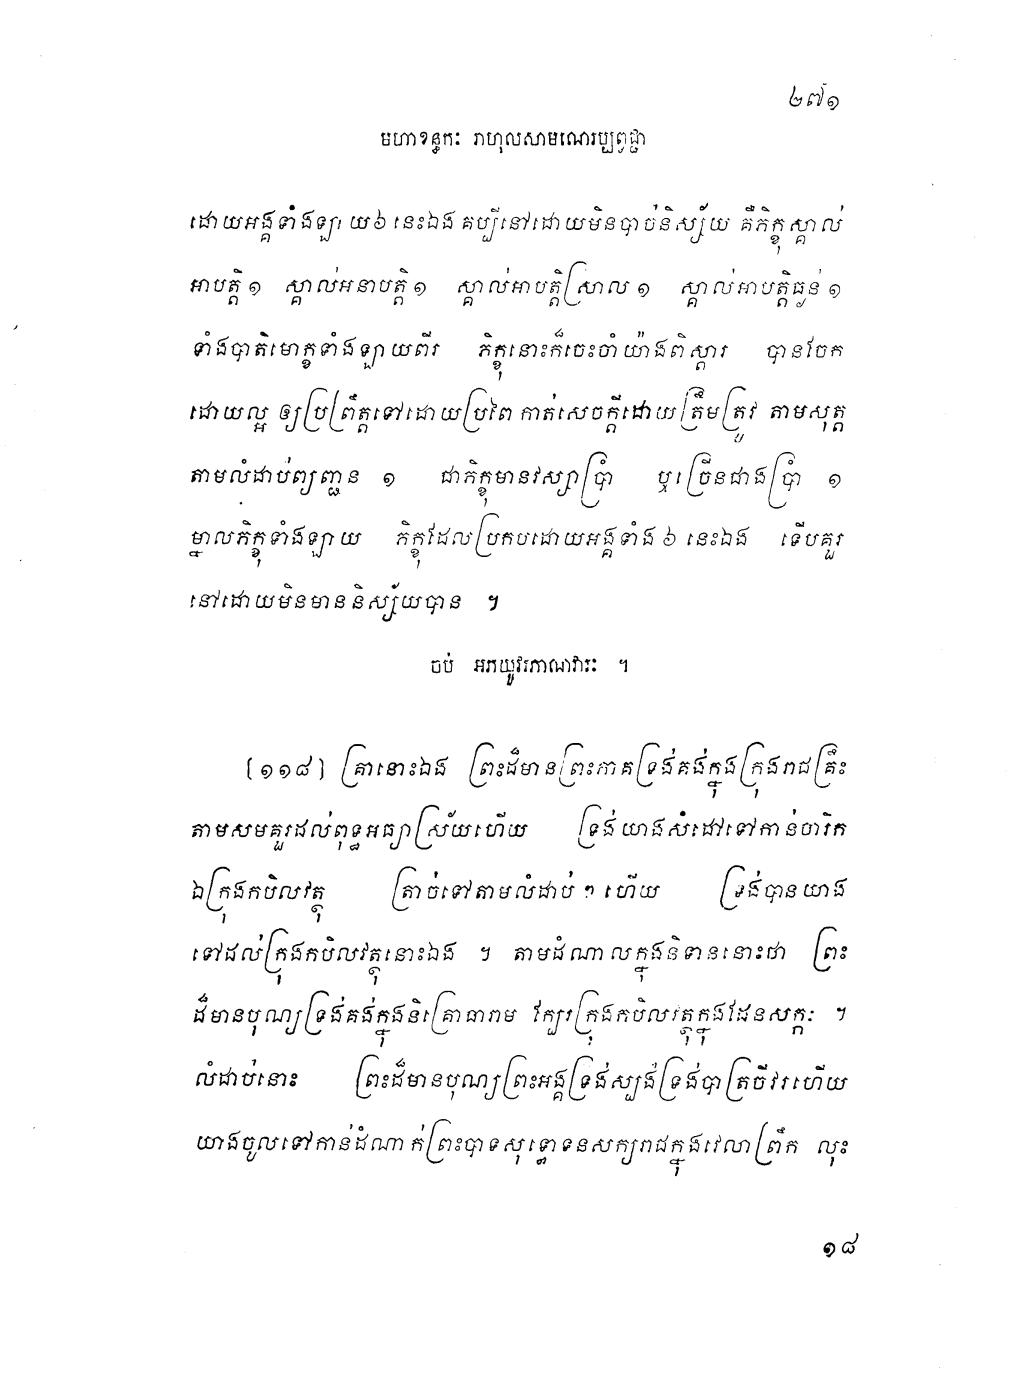 ២៧១
មហាខន្ធកៈ រាហុលសាមណេរប្បព្វជ្ជា
ដោយអង្គទាំងឡាយ៦ នេះឯង គប្បីនៅដោយមិនបាច់និស្ស័យ គឺភិក្ខុស្គាល់
អាបត្តិ ១ ស្គាល់អនាបត្តិ ១ ស្គាល់អាបត្តិស្រាល ១ ស្គាល់អាបត្តិធ្ងន់ ១
ទាំងបាតិមោក្ខទាំងឡាយពីរ ភិក្ខុនោះក៏ចេះចាំយ៉ាងពិស្តារ បានចែក
ដោយល្អ ឲ្យប្រព្រឹត្តទៅដោយប្រពៃ កាត់សេចក្តីដោយត្រឹមត្រូវ តាមសុត្ត
តាមលំដាប់ព្យញ្ជន ១ ជាភិក្ខុមានវស្សាប្រាំ ឬច្រើនជាងប្រាំ ១
ម្នាលភិក្ខុទាំងឡាយ ភិក្ខុដែលប្រកបដោយអង្គទាំង ៦ នេះឯង ទើបគួរ
នៅដោយមិនមាននិស្ស័យបាន ។
ចប់ អភយូវរភាណវារៈ ។
[១១៨] គ្រានោះឯង ព្រះដ៏មានព្រះភាគទ្រង់គង់ក្នុងក្រុងរាជគ្រឹះ
តាមសមគួរដល់ពុទ្ធអធ្យាស្រ័យហើយ ទ្រង់យាងសំដៅទៅកាន់ចារិក
ឯក្រុងកបិលវត្ថុ ត្រាច់ទៅតាមលំដាប់ ៗ ហើយ ទ្រង់បានយាង
ទៅដល់ក្រុងកបិលវត្ថុនោះឯង ។ តាមដំណាលក្នុងនិទាននោះថា ព្រះ
ដ៏មានបុណ្យទ្រង់គង់ក្នុងនិគ្រោធារាម ក្បែរក្រុងកបិលវត្ថុក្នុងដែនសក្កៈ ។
លំដាប់នោះ ព្រះដ៏មានបុណ្យព្រះអង្គទ្រង់ស្បង់ទ្រង់បាត្រចីវរហើយ
យាងចូលទៅកាន់ដំណាក់ព្រះបាទសុទ្ធោទនសក្យរាជក្នុងវេលាព្រឹក លុះ
១៨